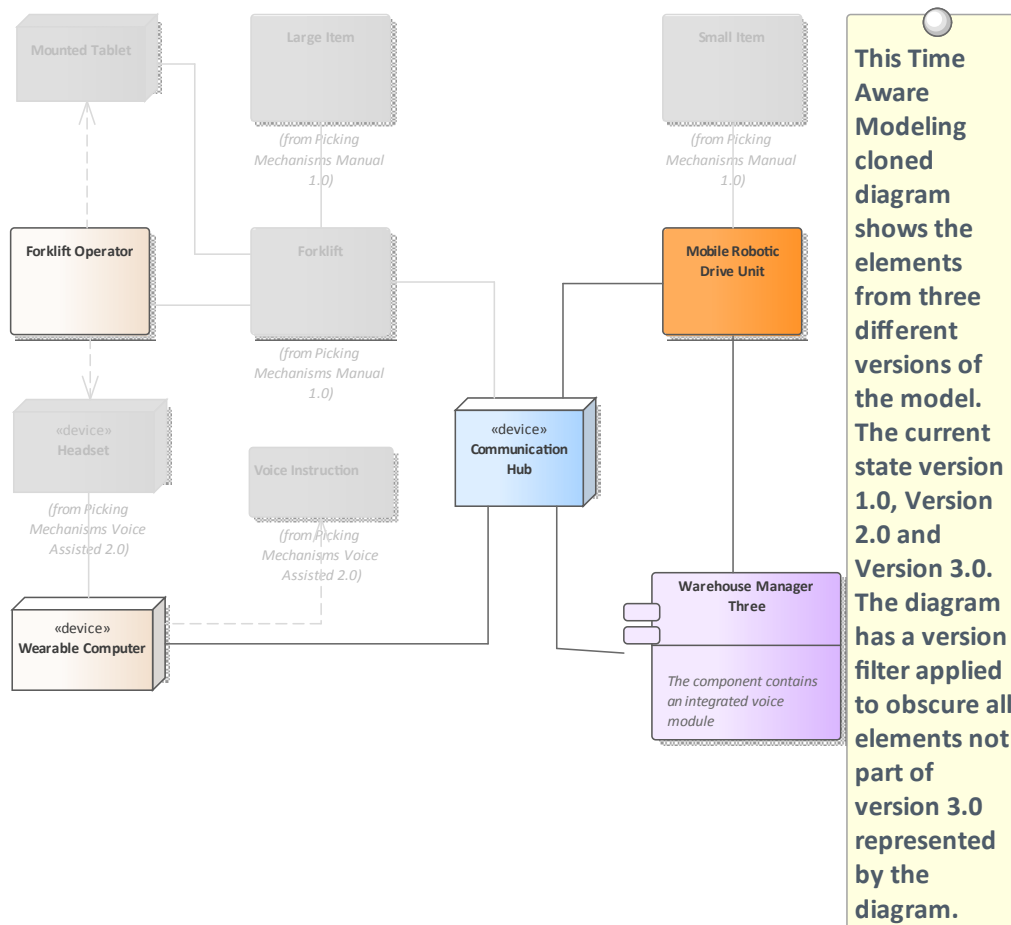 Mounted Tablet
Large Item
Small Item
(from Picking
Mechanisms Manual
1.0)
(from Picking
Mechanisms Manual
1.0)
Forklift Operator
Forklift
Mobile Robotic
Drive Unit
(from Picking
Mechanisms Manual
1.0)
«device»
Headset
(from Picking
Mechanisms Voice
Assisted 2.0)
Voice Instruction
(from Picking
Mechanisms Voice
Assisted 2.0)
«device»
Communication
Hub
«device»
Wearable Computer
Warehouse Manager
Three
The component contains
an integrated voice
module
This Time
Aware
Modeling
cloned
diagram
shows the
elements
from three
different
versions of
the model.
The current
state version
1.0, Version
2.0 and
Version 3.0.
The diagram
has a version
filter applied
to obscure all
elements not
part of
version 3.0
represented
by the
diagram.